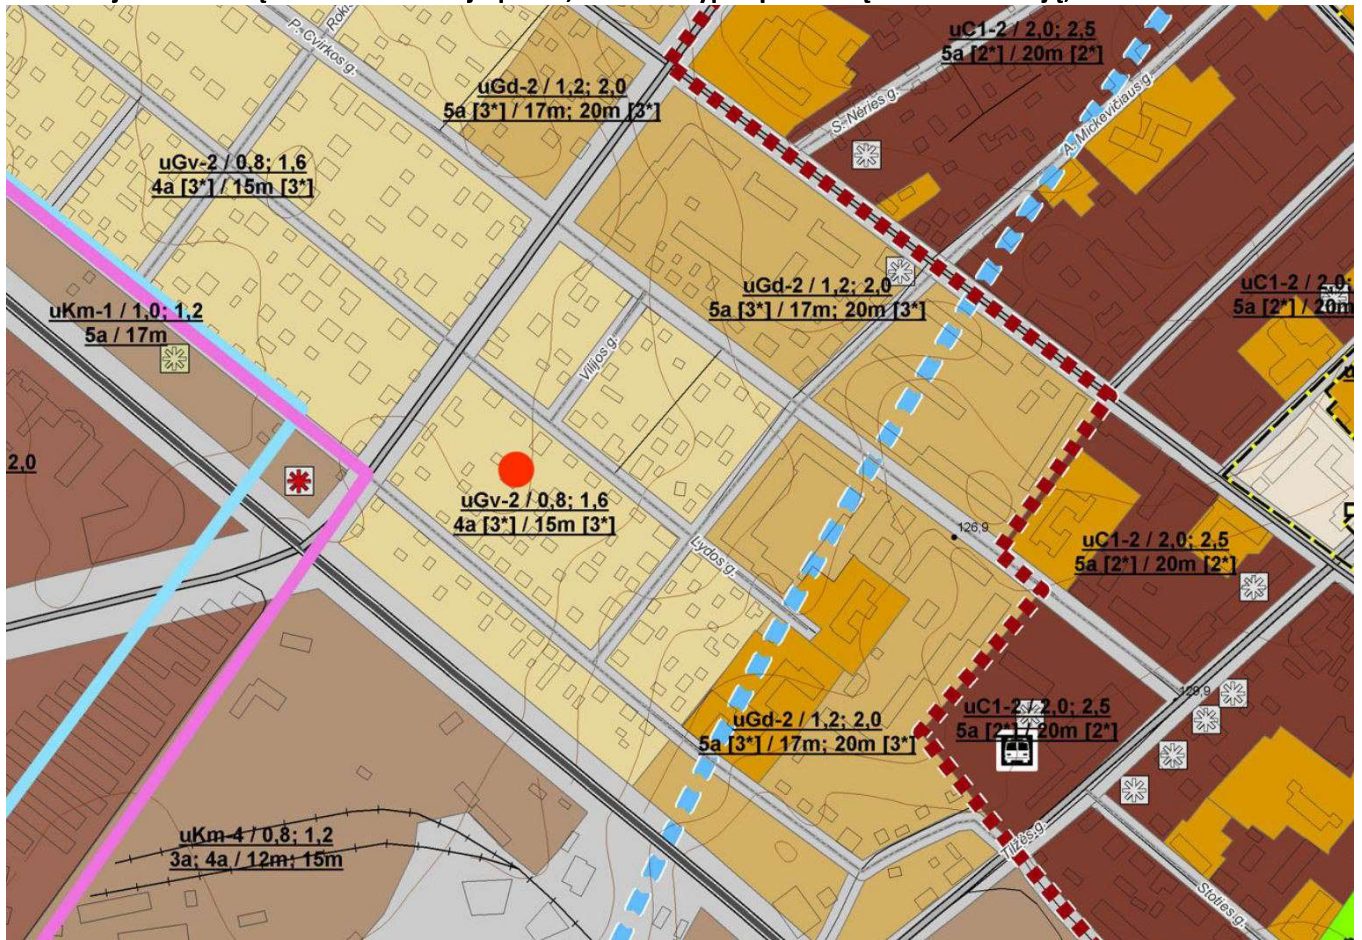 P. Cvirkos g.
uC1-2 / 2,0; 2,5
5a [2*] / 20m [2*]
uGd-2 / 1,2; 2,0
5a [3*] / 17m; 20m [3*]
S. Nėries g.
A. Mickevičiaus g.
uGv-2 / 0,8; 1,6
4a [3*] / 15m [3*]
uGd-2 / 1,2; 2,0
5a [3*] / 17m; 20m [3*]
uC1-2 / 2,0;
5a [2*] / 20m
uKm-1 / 1,0; 1,2
5a / 17m
Vilijos g.
2,0
uGv-2 / 0,8; 1,6
4a [3*] / 15m [3*]
126,9
Lydos g.
uC1-2 / 2,0; 2,5
5a [2*] / 20m [2*]
129,9
uGd-2 / 1,2; 2,0
5a [3*] / 17m; 20m [3*]
uC1-2 / 2,0; 2,5
5a [2*] / 20m [2*]
uKm-4 / 0,8; 1,2
3a; 4a / 12m; 15m
Tilžės g.
Stoties g.